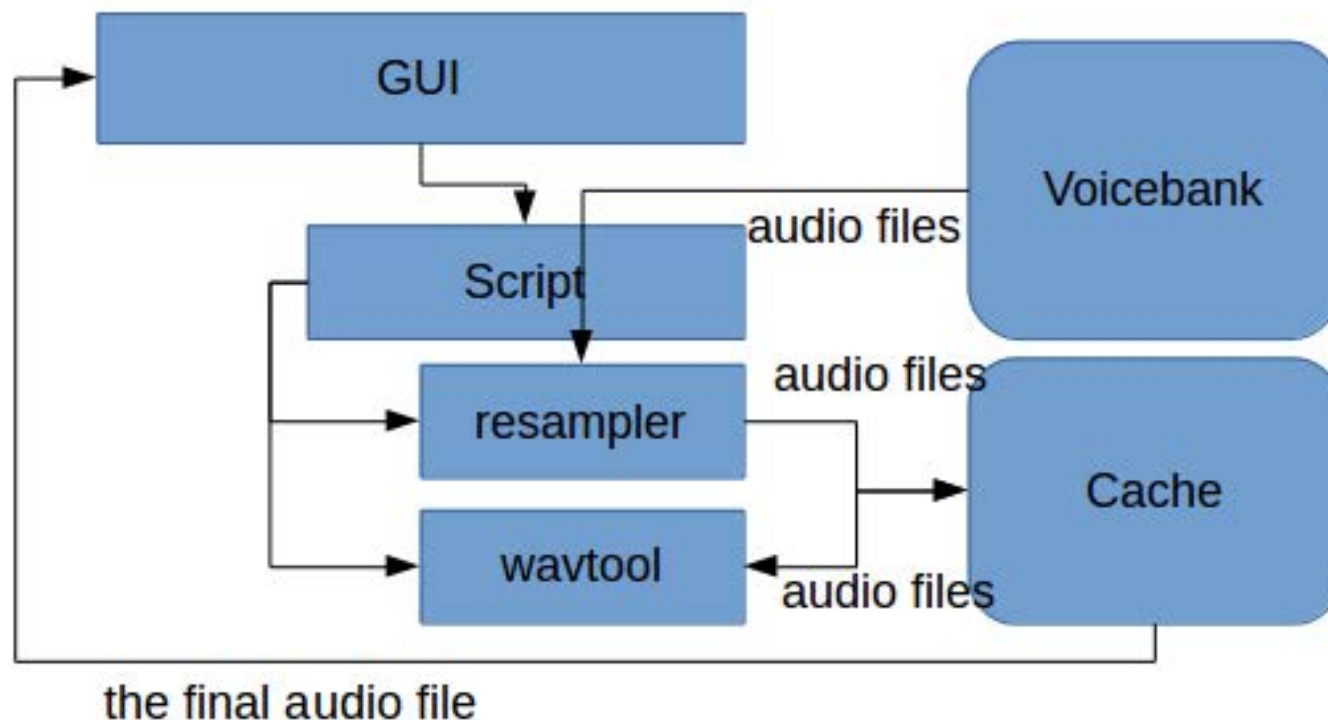 GUI
Voicebank
audio files
Script
audio files
resampler
Cache
wavtool
audio files
the final audio file